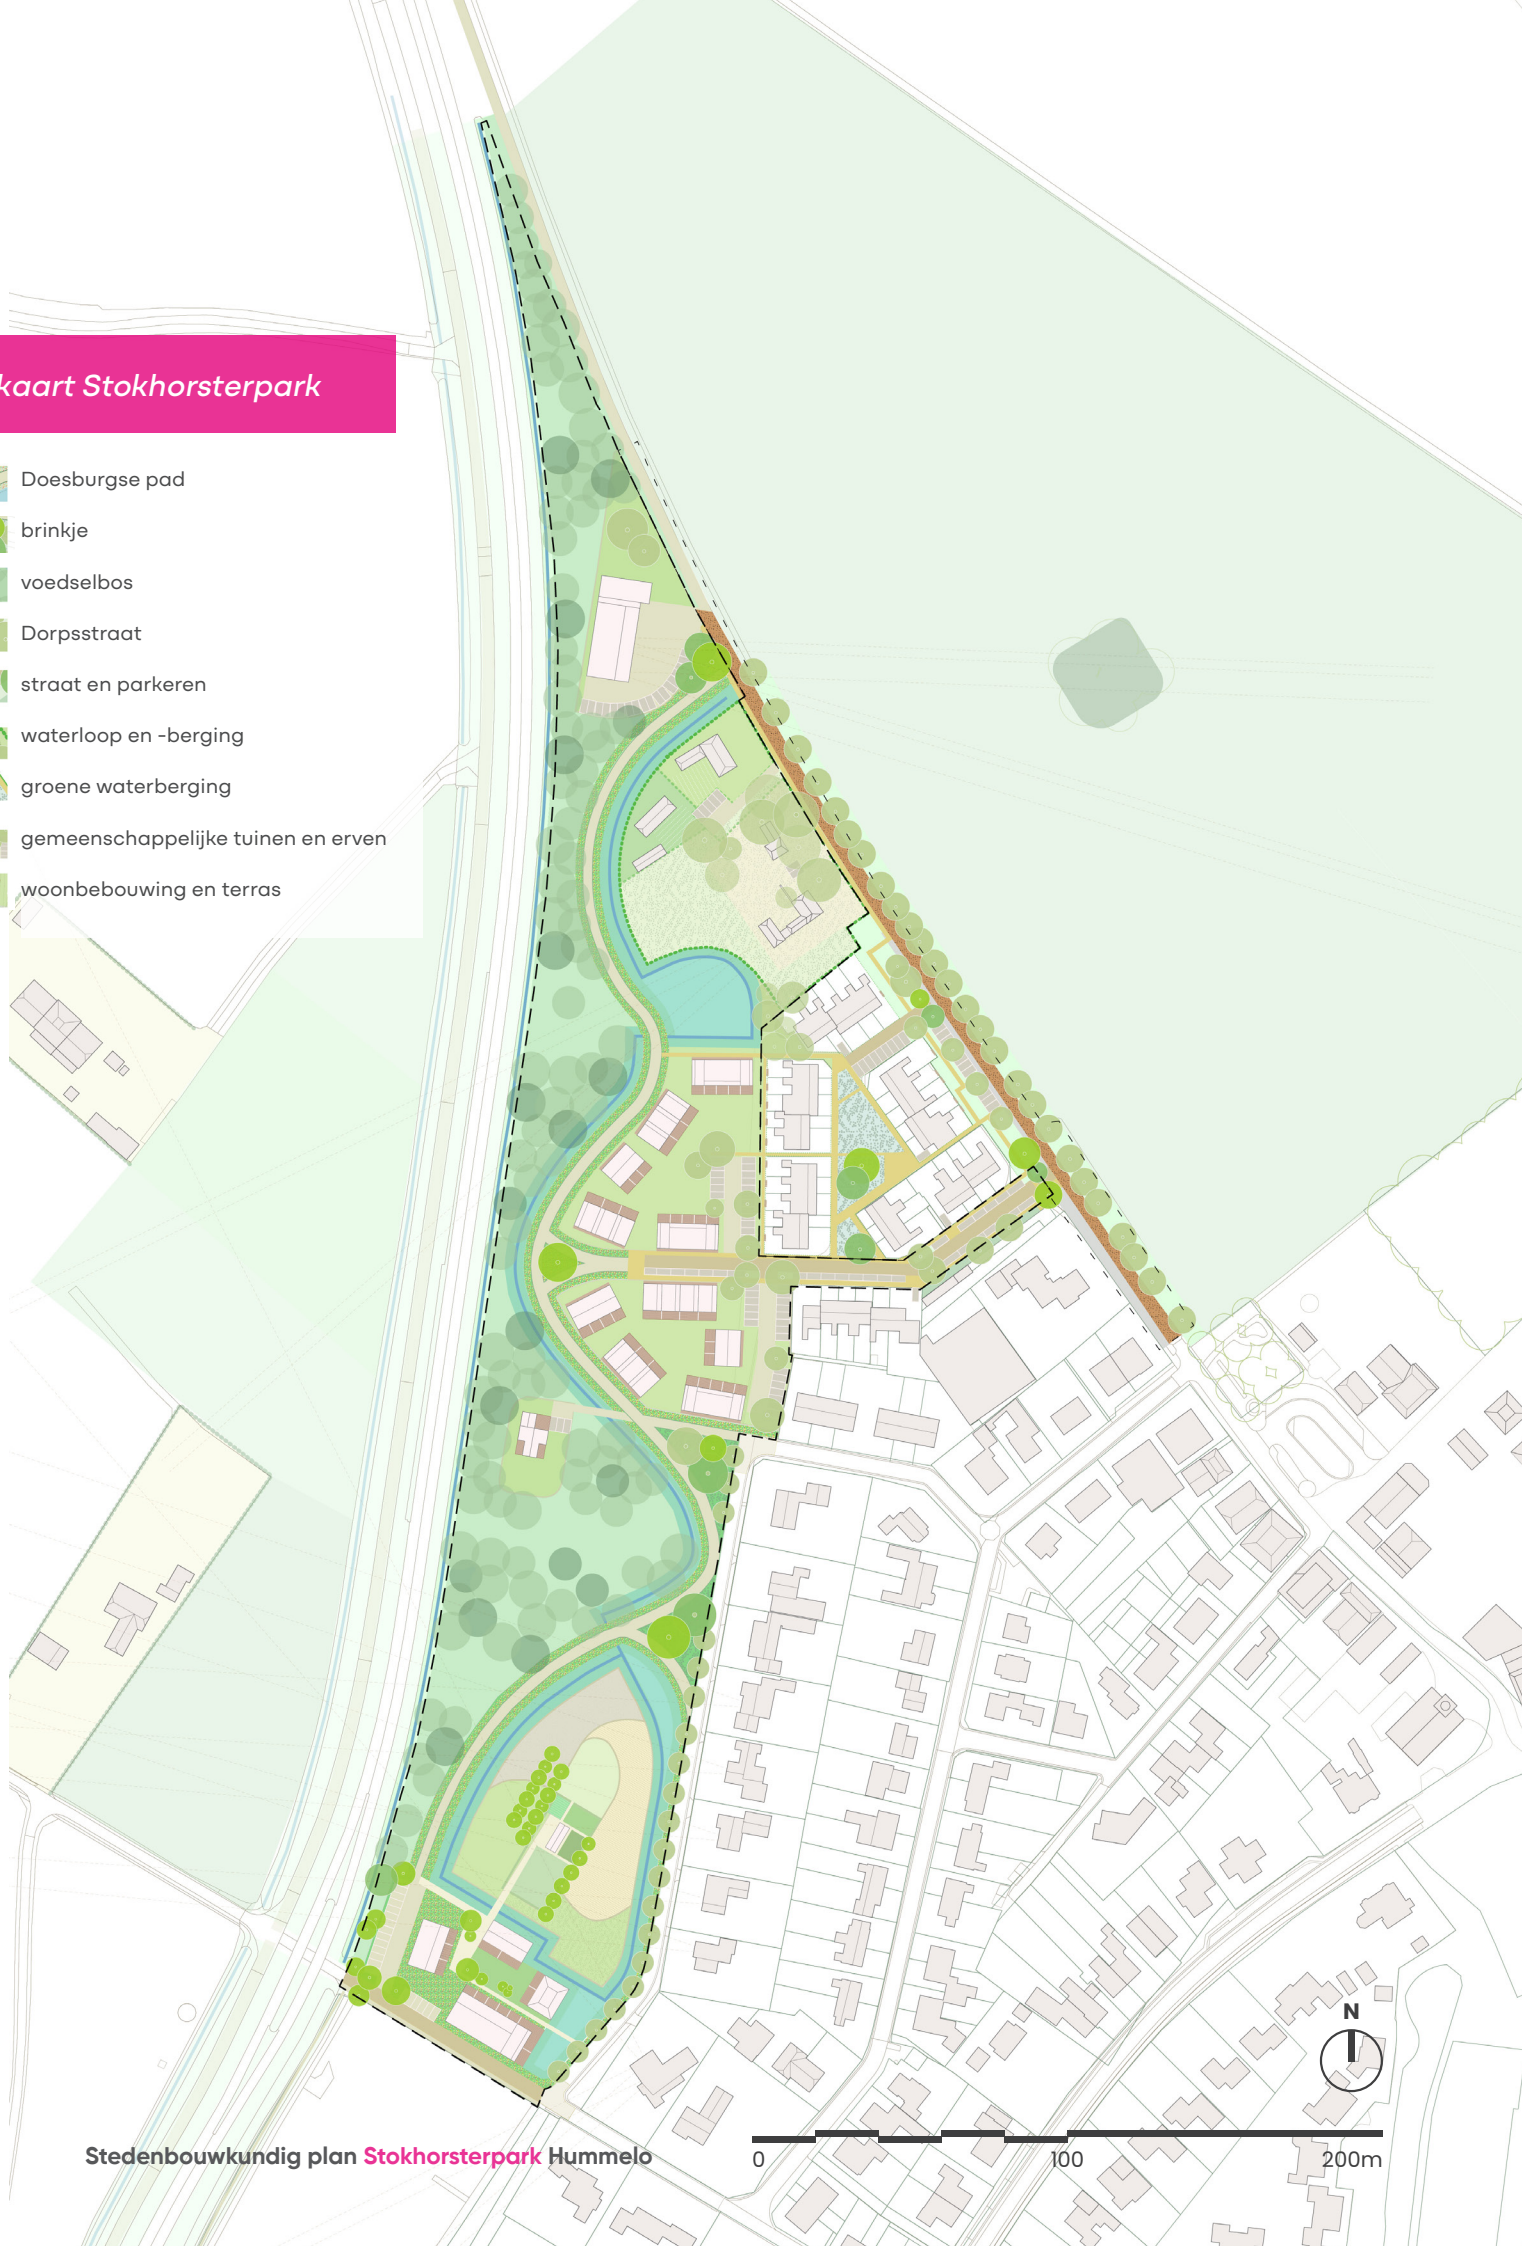 kaart Stokhorsterpark
Doesburgse pad
brinkje
voedselbos
Dorpsstraat
straat en parkeren
waterloop en -berging
groene waterberging
gemeenschappelijke tuinen en erven
woonbebouwing en terras
N
Stedenbouwkundig plan Stokhorsterpark Hummelo
0 100 200m